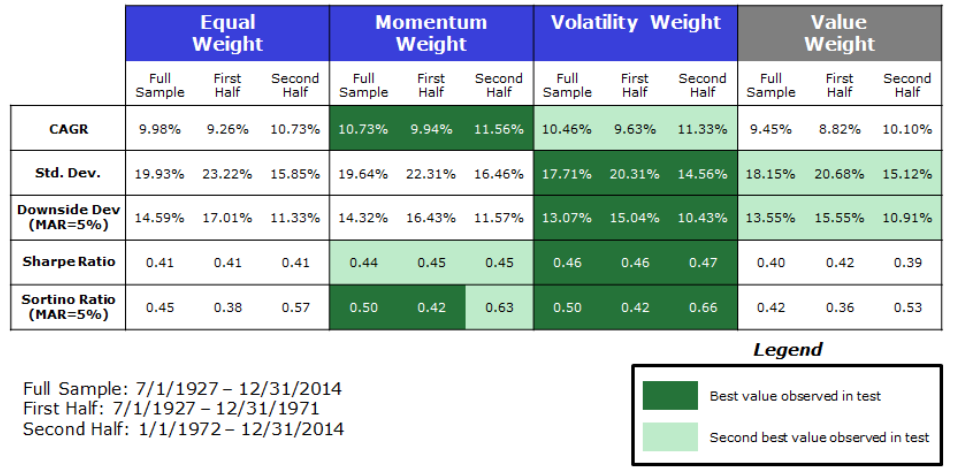 Equal Weight Momentum Weight Volatility Weight Value Weight
Full Sample First Half Second Half Full Sample First Half Second Half Full Sample First Half Second Half Full Sample First Half Second Half
CAGR 9.98% 9.26% 10.73% 10.73% 9.94% 11.56% 10.46% 9.63% 11.33% 9.45% 8.82% 10.10%
Std. Dev. 19.93% 23.22% 15.85% 19.64% 22.31% 16.46% 17.71% 20.31% 14.56% 18.15% 20.68% 15.12%
Downside Dev (MAR=5%) 14.59% 17.01% 11.33% 14.32% 16.43% 11.57% 13.07% 15.04% 10.43% 13.55% 15.55% 10.91%
Sharpe Ratio 0.41 0.41 0.41 0.44 0.45 0.45 0.46 0.46 0.47 0.40 0.42 0.39
Sortino Ratio (MAR=5%) 0.45 0.38 0.57 0.50 0.42 0.63 0.50 0.42 0.66 0.42 0.36 0.53
Legend
Full Sample: 7/1/1927 – 12/31/2014
First Half: 7/1/1927 – 12/31/1971
Second Half: 1/1/1972 – 12/31/2014
Best value observed in test
Second best value observed in test